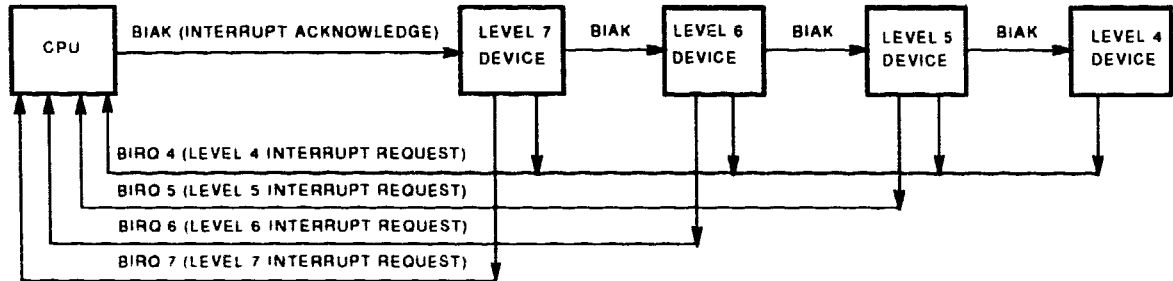 CPU
BIAK (INTERRUPT ACKNOWLEDGE)
LEVEL 7
DEVICE
BIAK
LEVEL 6
DEVICE
BIAK
LEVEL 5
DEVICE
BIAK
LEVEL 4
DEVICE
BIRQ 4 (LEVEL 4 INTERRUPT REQUEST)
BIRQ 5 (LEVEL 5 INTERRUPT REQUEST)
BIRQ 6 (LEVEL 6 INTERRUPT REQUEST)
BIRQ 7 (LEVEL 7 INTERRUPT REQUEST)